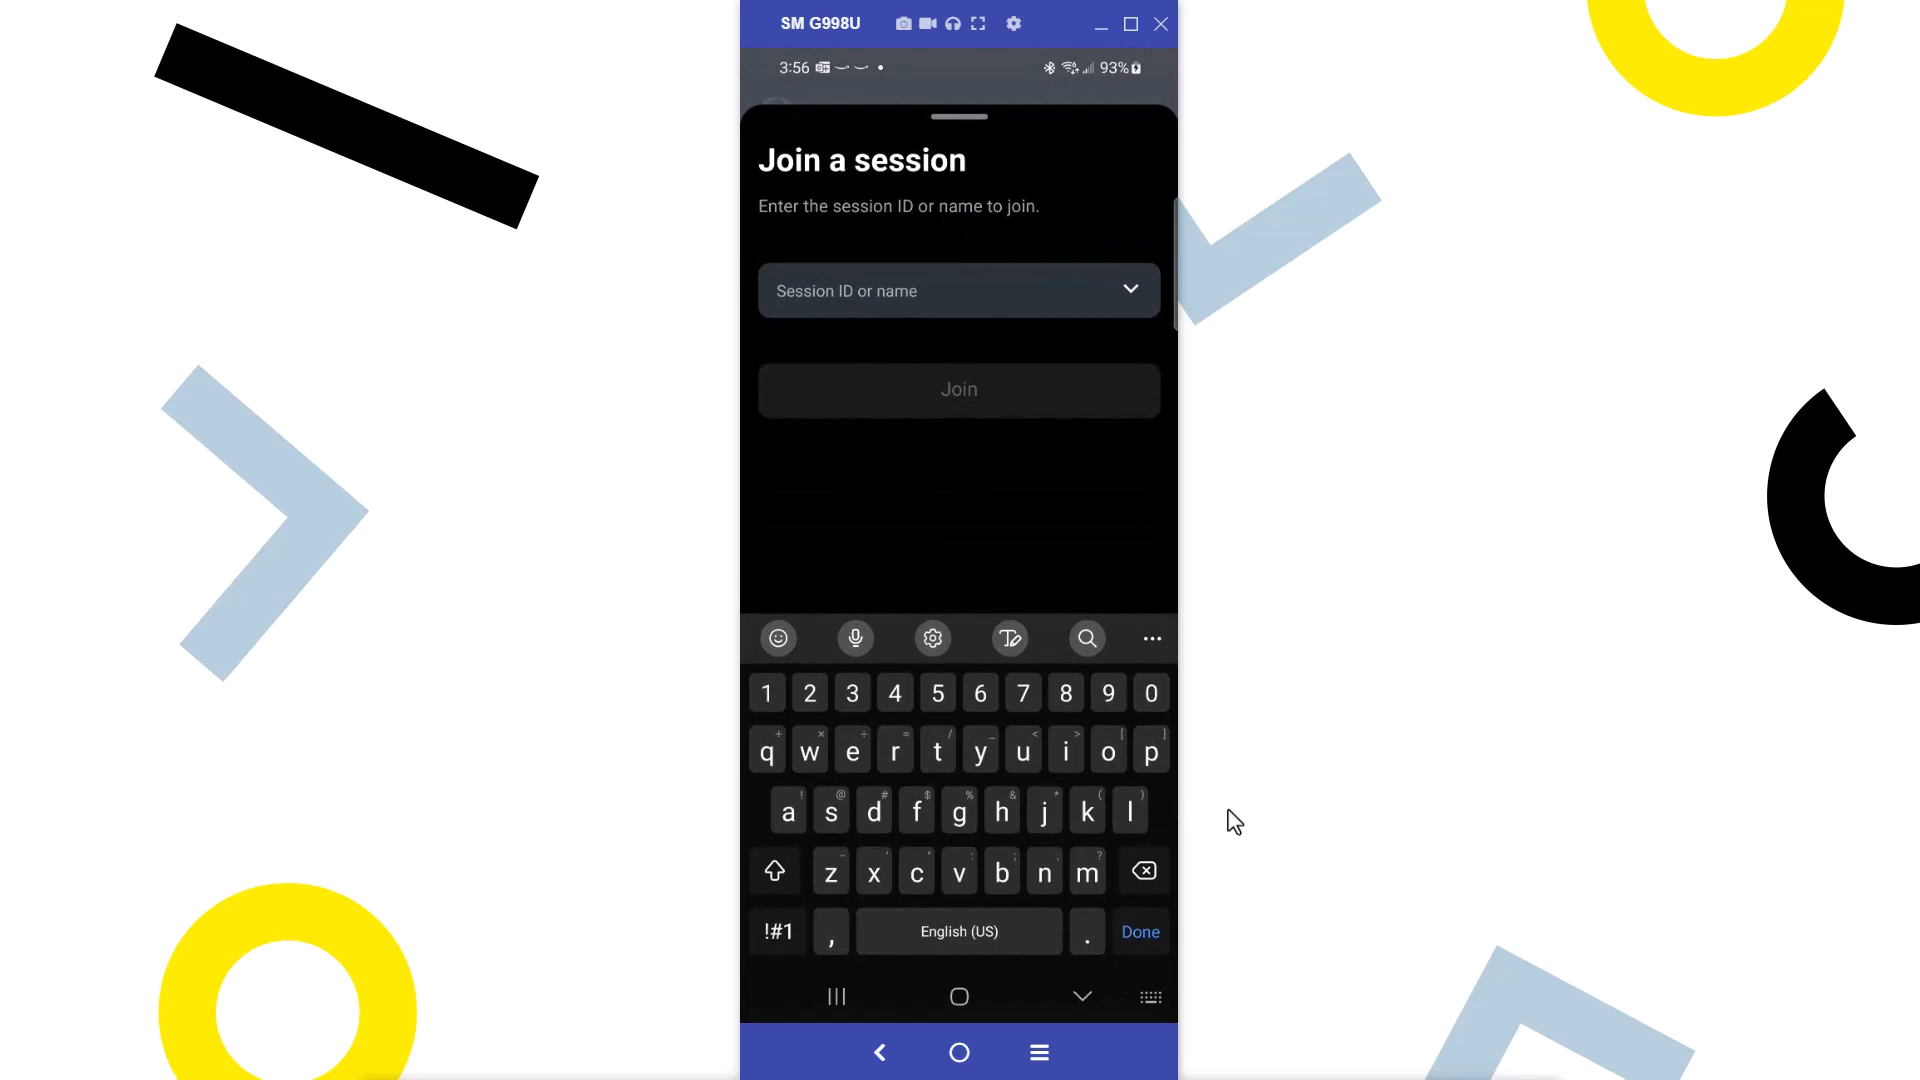 SM G998U
3:56
93%
Join a session
Enter the session ID or name to join.
Session ID or name
Join
1 2 3 4 5 6 7 8 9 0
+ × ÷ = / _ < > [ ]
q w e r t y u i o p
! @ # $ % & * ( )
a s d f g h j k l
- ' " : ; , ?
z x c v b n m
!#1 , English (US) . Done